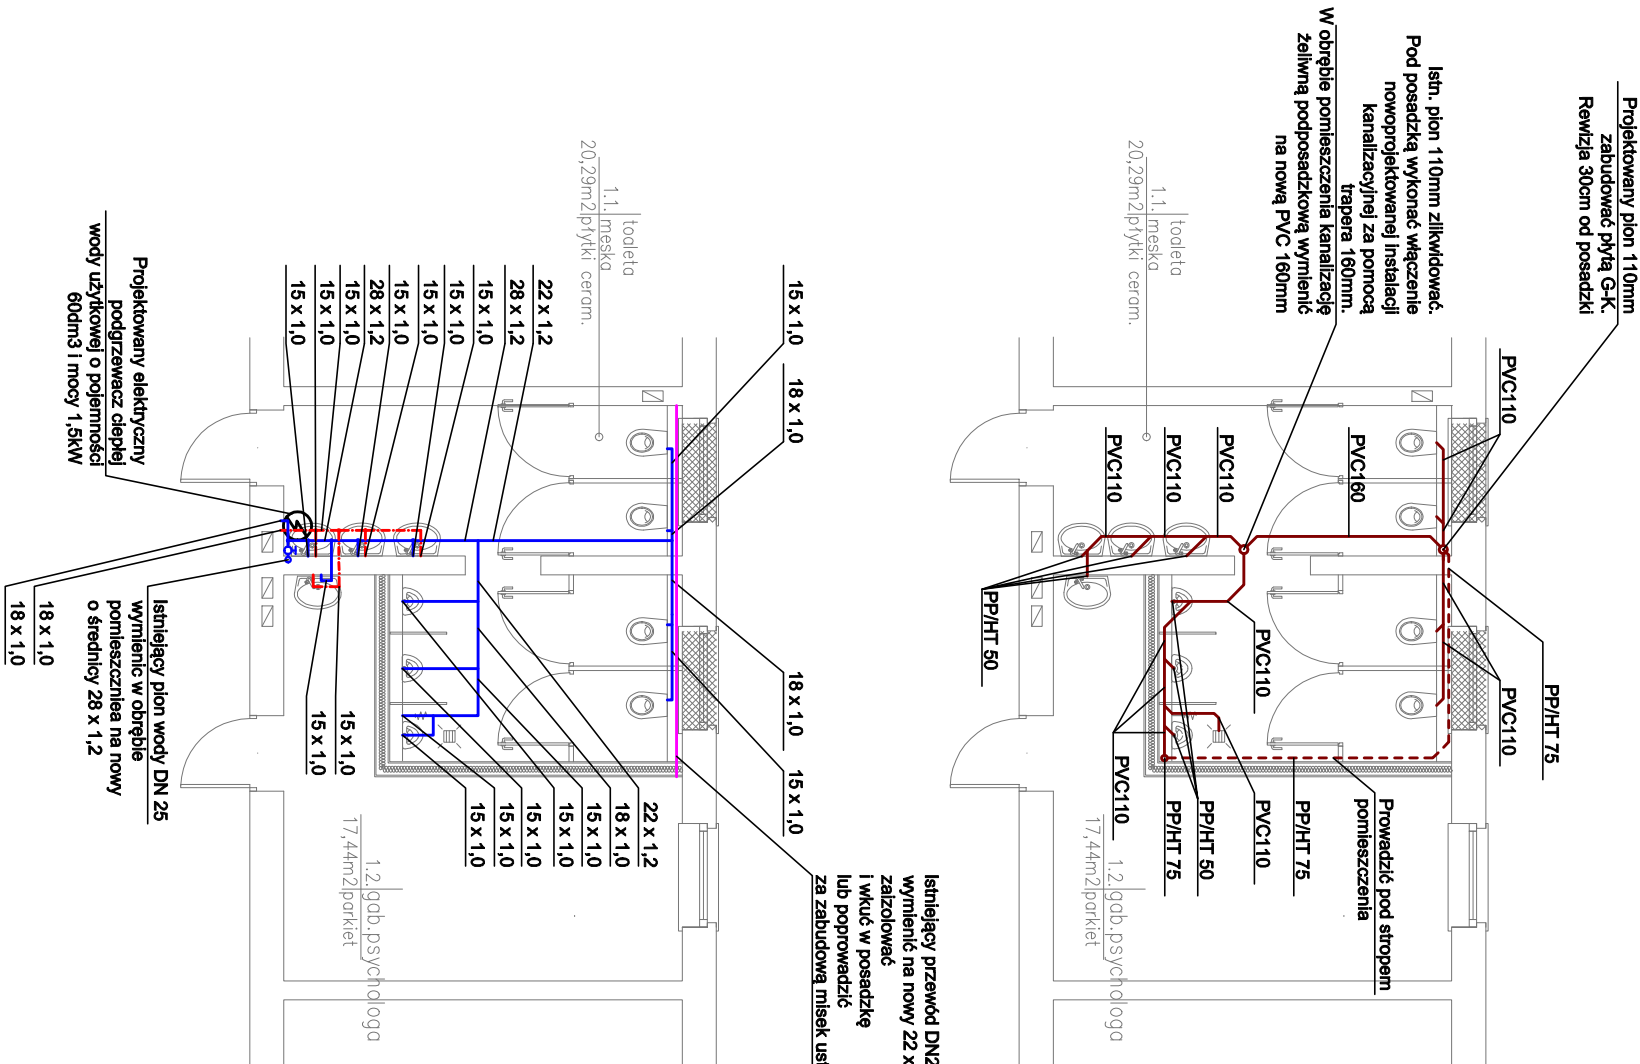 Projektowany pion 110mm
zabudować płytą G-K.
Rewizja 30cm od posadzki
Istn. pion 110mm zlikwidować.
Pod posadzką wykonać włączenie
nowoprojektowanej instalacji
kanalizacyjnej za pomocą
trapera 160mm.
W obrębie pomieszczenia kanalizację
żeliwną podposadzkową wymienić
na nową PVC 160mm
1.1.
toaleta
męska
20,29m2
płytki ceram.
PVC110
PVC160
PVC110
PVC110
PVC110
PP/HT 50
PVC110
PP/HT 75
PVC110
PVC110
PP/HT 75
PP/HT 50
PVC110
PP/HT 75
Prowadzić pod stropem
pomieszczenia
1.2.
gab.psychologa
17,44m2
parkiet
15 x 1,0
18 x 1,0
18 x 1,0
15 x 1,0
1.1.
toaleta
męska
20,29m2
płytki ceram.
22 x 1,2
28 x 1,2
15 x 1,0
15 x 1,0
15 x 1,0
15 x 1,0
28 x 1,2
15 x 1,0
15 x 1,0
15 x 1,0
Projektowany elektryczny
podgrzewacz ciepłej
wody użytkowej o pojemności
60dm3 i mocy 1,5kW
22 x 1,2
18 x 1,0
15 x 1,0
15 x 1,0
15 x 1,0
15 x 1,0
15 x 1,0
15 x 1,0
15 x 1,0
Istniejący pion wody DN 25
wymienic w obrębie
pomieszczniea na nowy
o średnicy 28 x 1,2
18 x 1,0
18 x 1,0
Istniejący przewód
wymienić na nowy 22 x
zaizolować
i wkuć w posadzkę
lub poprowadzić
za zabudową misek
1.2.
gab.psychologa
17,44m2
parkiet